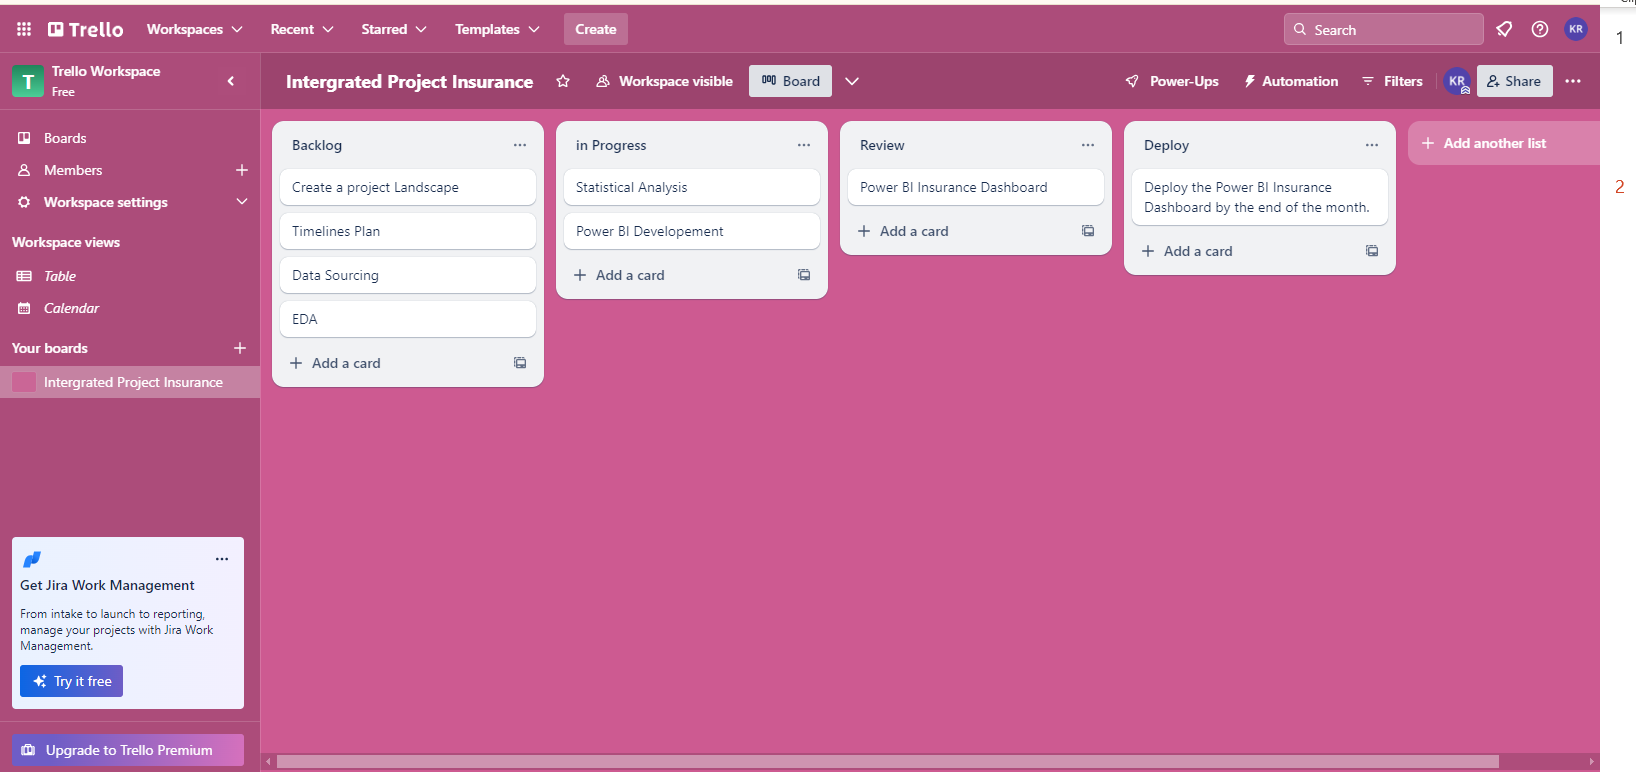 Trello
Workspaces
Recent
Starred
Templates
Create
Search
KR
1
T
Trello Workspace
Free
Intergrated Project Insurance
Workspace visible
Board
Power-Ups
Automation
Filters
KR
Share
Boards
Members
Workspace settings
Workspace views
Table
Calendar
Your boards
Intergrated Project Insurance
Backlog
Create a project Landscape
Timelines Plan
Data Sourcing
EDA
Add a card
in Progress
Statistical Analysis
Power BI Developement
Add a card
Review
Power BI Insurance Dashboard
Add a card
Deploy
Deploy the Power BI Insurance
Dashboard by the end of the month.
Add a card
Add another list
2
Get Jira Work Management
From intake to launch to reporting,
manage your projects with Jira Work
Management.
Try it free
Upgrade to Trello Premium